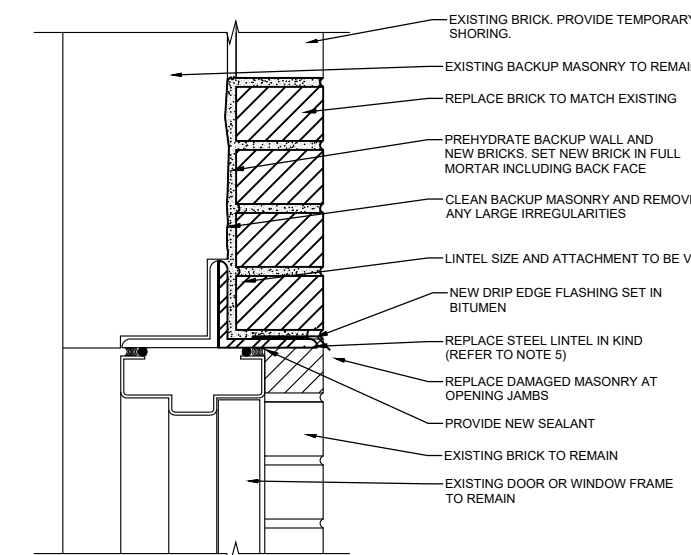 EXISTING BRICK. PROVIDE TEMPORARY
SHORING.
EXISTING BACKUP MASONRY TO REMAI
REPLACE BRICK TO MATCH EXISTING
PREHYDRATE BACKUP WALL AND
NEW BRICKS. SET NEW BRICK IN FULL
MORTAR INCLUDING BACK FACE
CLEAN BACKUP MASONRY AND REMOVE
ANY LARGE IRREGULARITIES
LINTEL SIZE AND ATTACHMENT TO BE V
NEW DRIP EDGE FLASHING SET IN
BITUMEN
REPLACE STEEL LINTEL IN KIND
(REFER TO NOTE 5)
REPLACE DAMAGED MASONRY AT
OPENING JAMBS
PROVIDE NEW SEALANT
EXISTING BRICK TO REMAIN
EXISTING DOOR OR WINDOW FRAME
TO REMAIN